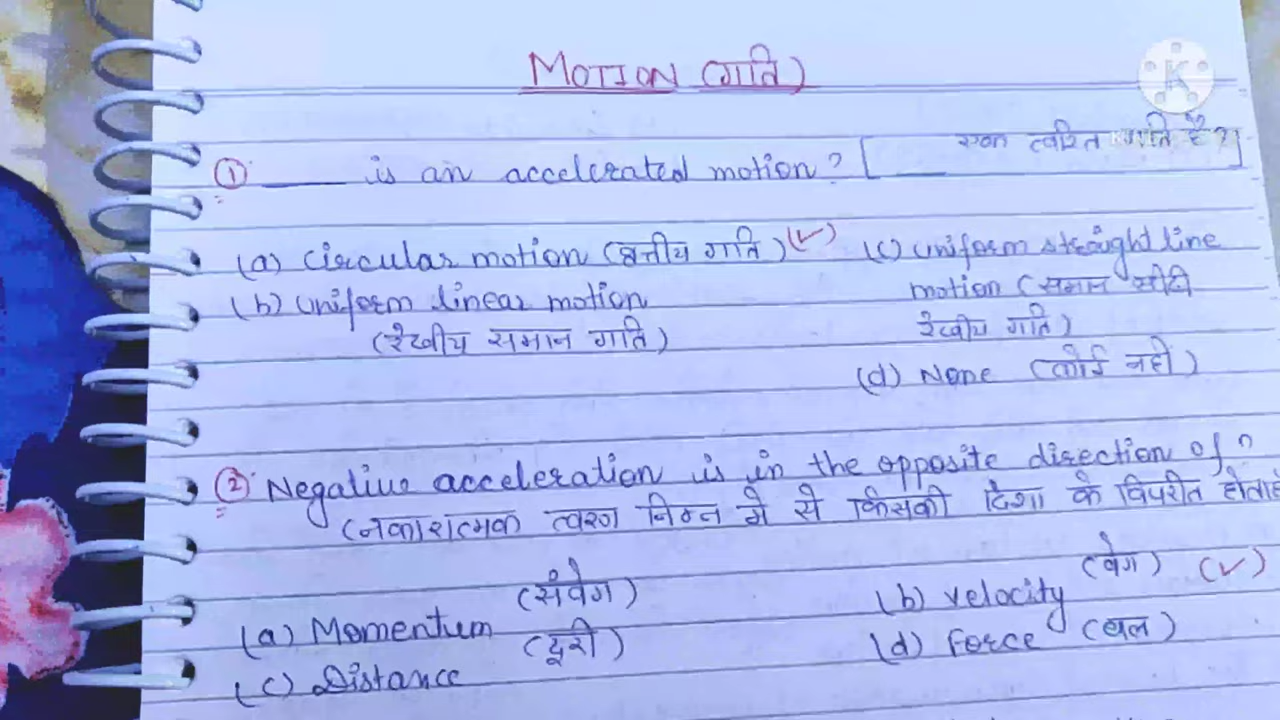 MOTION (गति)
① ____ is an accelerated motion? [ ____ एक त्वरित गति है?]
(a) Circular motion (वृत्तीय गति) (✓)
(b) Uniform linear motion
(रेखीय समान गति)
(c) Uniform straight line
motion (समान सीधी
रेखीय गति)
(d) None (कोई नही)
② Negative acceleration is in the opposite direction of?
(नकारात्मक त्वरण निम्न मे से किसकी दिशा के विपरीत होता है
(a) Momentum (संवेग)
(b) Velocity (वेग) (✓)
(c) Distance (दूरी)
(d) Force (बल)
K